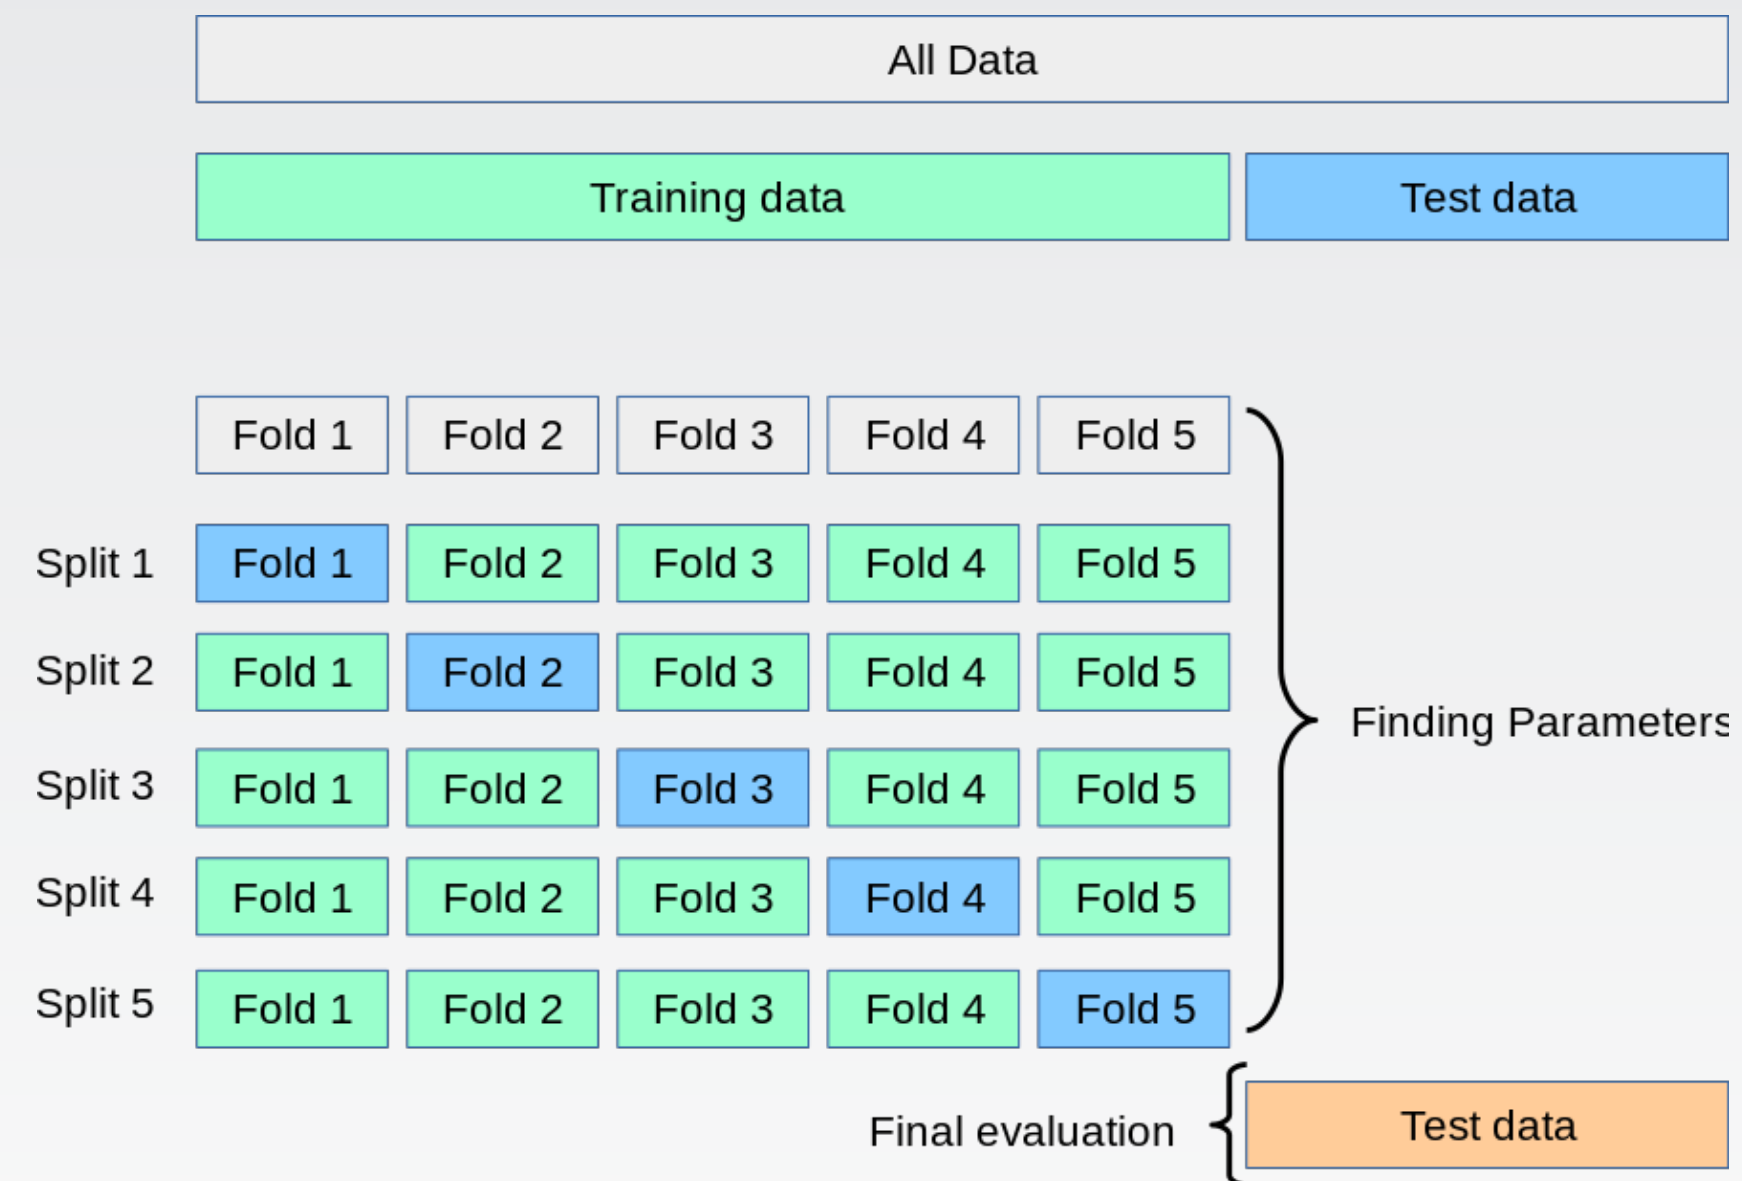 All Data
Training data Test data
Fold 1 Fold 2 Fold 3 Fold 4 Fold 5
Split 1 Fold 1 Fold 2 Fold 3 Fold 4 Fold 5
Split 2 Fold 1 Fold 2 Fold 3 Fold 4 Fold 5
Finding Parameters
Split 3 Fold 1 Fold 2 Fold 3 Fold 4 Fold 5
Split 4 Fold 1 Fold 2 Fold 3 Fold 4 Fold 5
Split 5 Fold 1 Fold 2 Fold 3 Fold 4 Fold 5
Final evaluation Test data